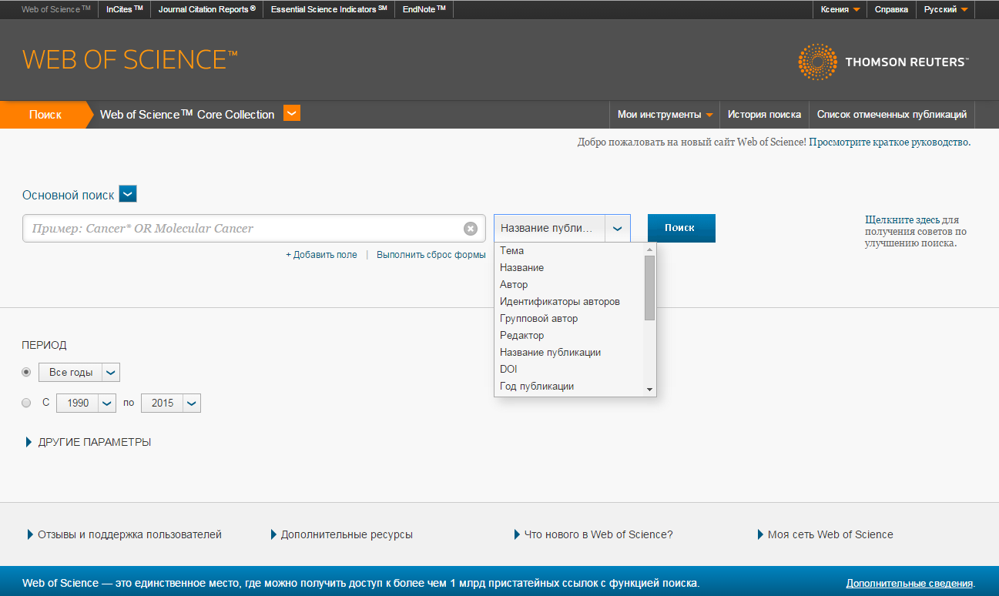 Web of Science™ InCites™ Journal Citation Reports® Essential Science Indicators℠ EndNote™ Ксения Справка Русский
WEB OF SCIENCE™
THOMSON REUTERS™
Поиск Web of Science™ Core Collection Мои инструменты История поиска Список отмеченных публикаций
Добро пожаловать на новый сайт Web of Science! Просмотрите краткое руководство.
Основной поиск
Пример: Cancer* OR Molecular Cancer Название публи... Поиск
Щелкните здесь для
получения советов по
улучшению поиска.
+ Добавить поле | Выполнить сброс формы
Тема
Название
Автор
Идентификаторы авторов
Групповой автор
Редактор
Название публикации
DOI
Год публикации
ПЕРИОД
Все годы
С 1990 по 2015
ДРУГИЕ ПАРАМЕТРЫ
Отзывы и поддержка пользователей Дополнительные ресурсы Что нового в Web of Science? Моя сеть Web of Science
Web of Science — это единственное место, где можно получить доступ к более чем 1 млрд пристатейных ссылок с функцией поиска. Дополнительные сведения.